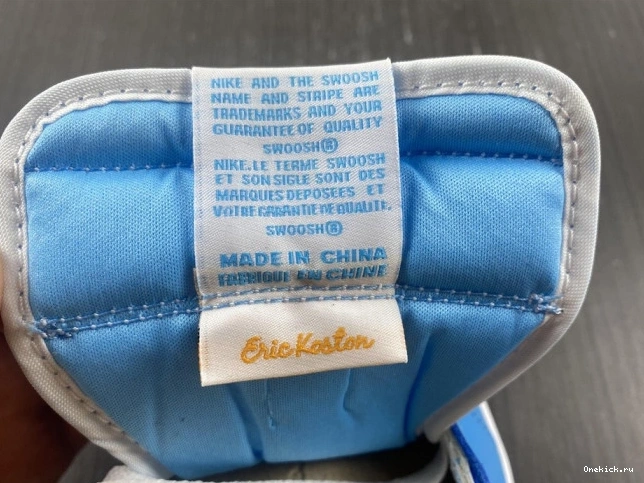 NIKE AND THE SWOOSH
NAME AND STRIPE ARE
TRADEMARKS AND YOUR
GUARANTEE OF QUALITY
SWOOSH®
NIKE.LE TERME SWOOSH
ET SON SIGLE SONT DES
MARQUES DEPOSEES ET
VOTRE GARANTIE DE QUALITE.
SWOOSH®
MADE IN CHINA
FABRIQUE EN CHINE
Eric Koston
Onekick.ru